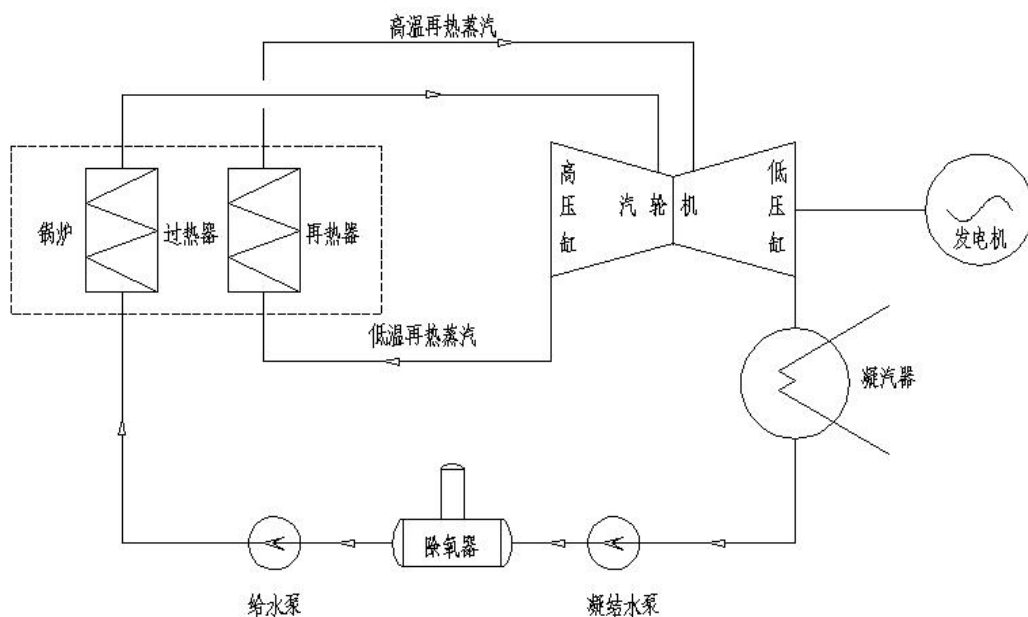 高温再热蒸汽
高压缸
汽轮机
低压缸
锅炉
过热器
再热器
发电机
低温再热蒸汽
凝汽器
除氧器
给水泵
凝结水泵